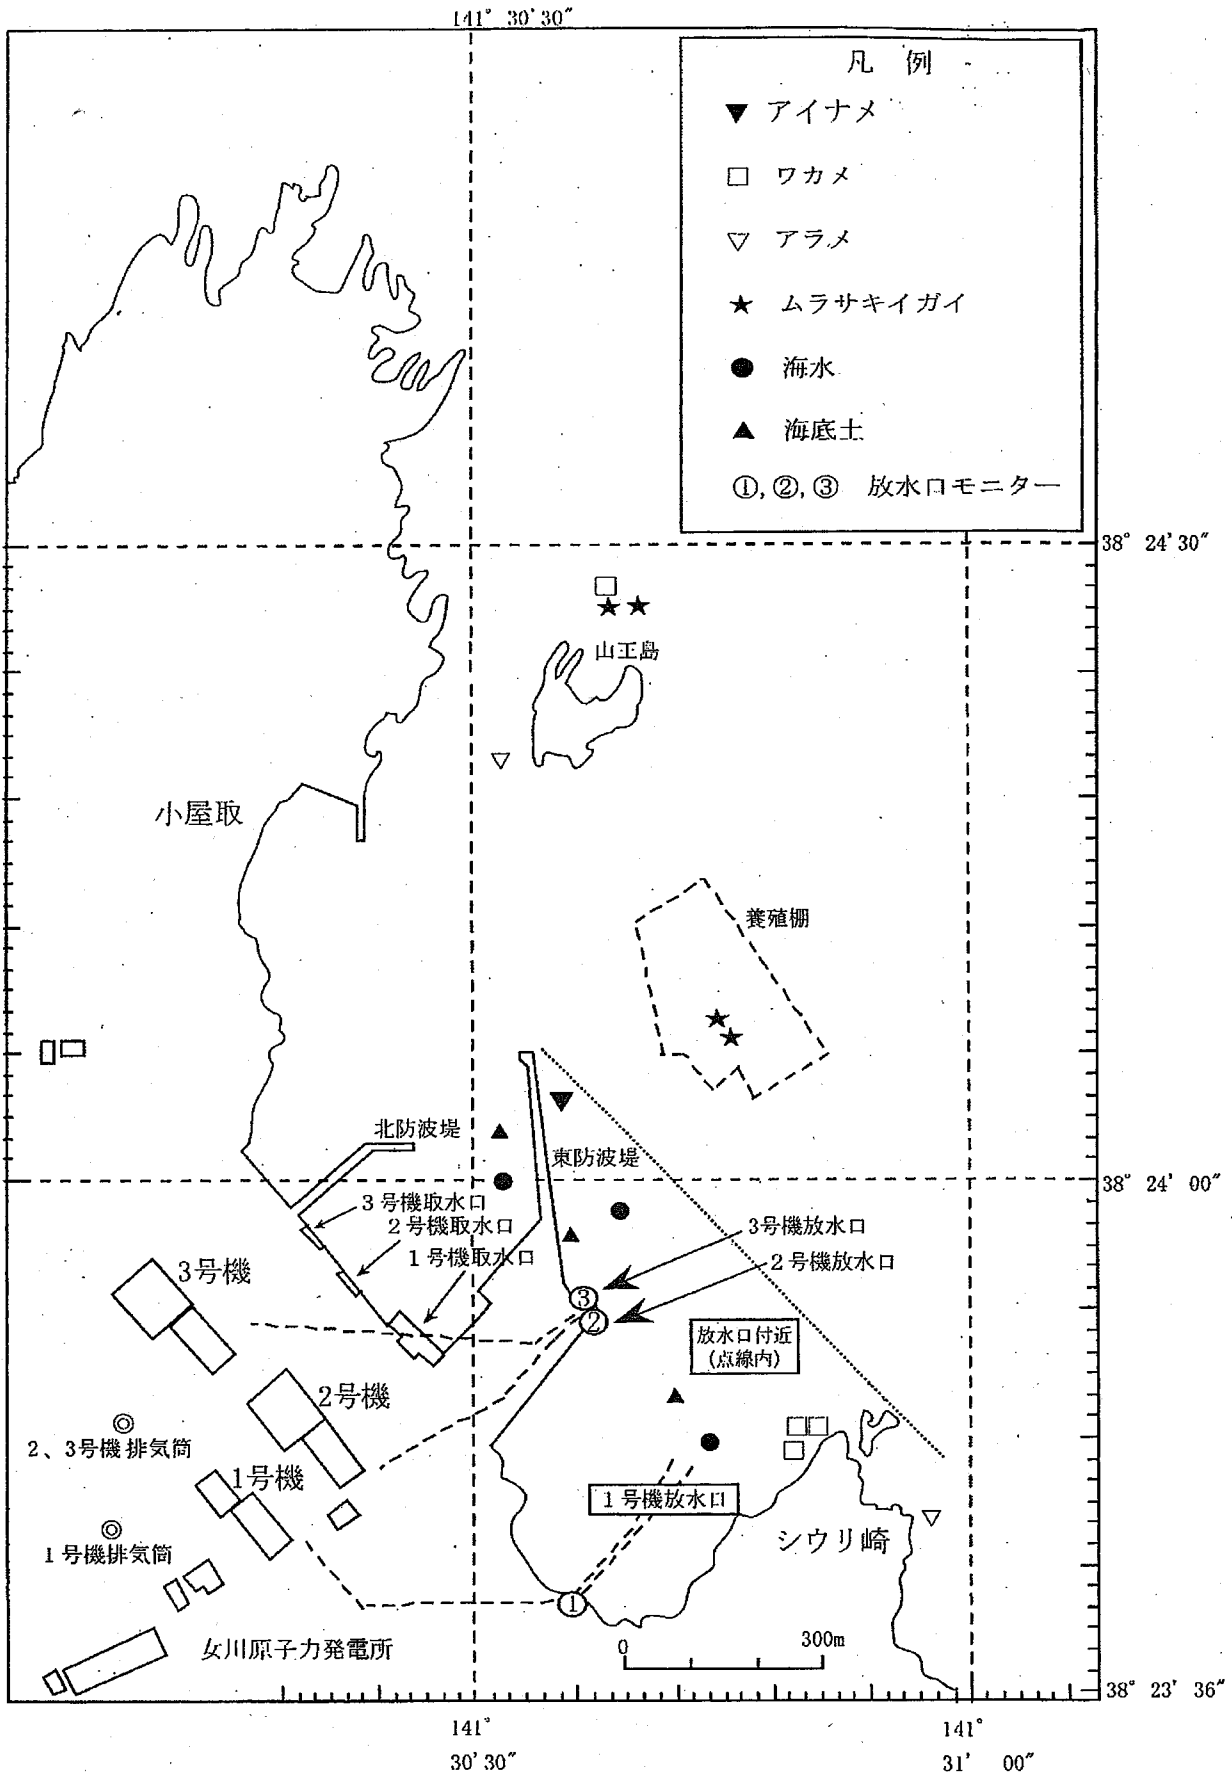 141° 30′30″
凡 例
▼ アイナメ
□ ワカメ
▽ アラメ
★ ムラサキイガイ
● 海水
▲ 海底土
①,②,③ 放水口モニター
38° 24′30″
山王島
小屋取
養殖棚
北防波堤
東防波堤
38° 24′ 00″
3号機取水口
2号機取水口
1号機取水口
3号機放水口
2号機放水口
3号機
③
②
放水口付近
(点線内)
2号機
2、3号機排気筒
1号機
1号機放水口
シウリ崎
1号機排気筒
①
女川原子力発電所
0 300m
38° 23′ 36″
141°
30′30″
141°
31′ 00″